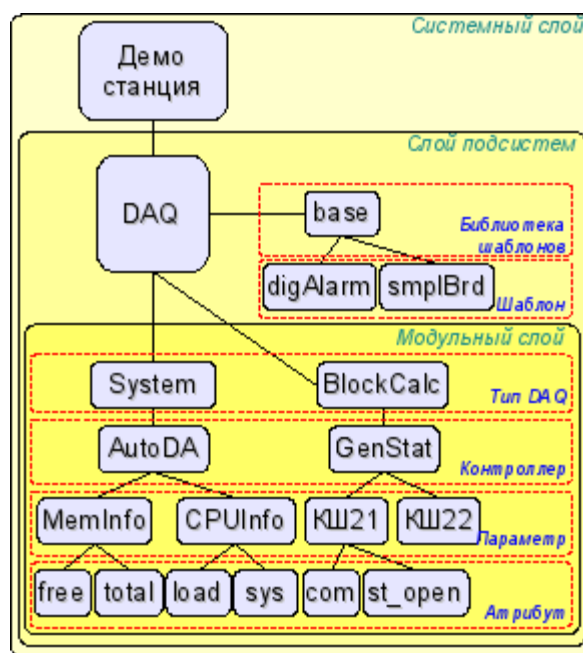 Системный слой
Демо
станция
Слой подсистем
DAQ
base
Библиотека
шаблонов
digAlarm
smplBrd
Шаблон
Модульный слой
System
BlockCalc
Тип DAQ
AutoDA
GenStat
Контроллер
MemInfo
CPUInfo
КШ21
КШ22
Параметр
free
total
load
sys
com
st_open
Атрибут